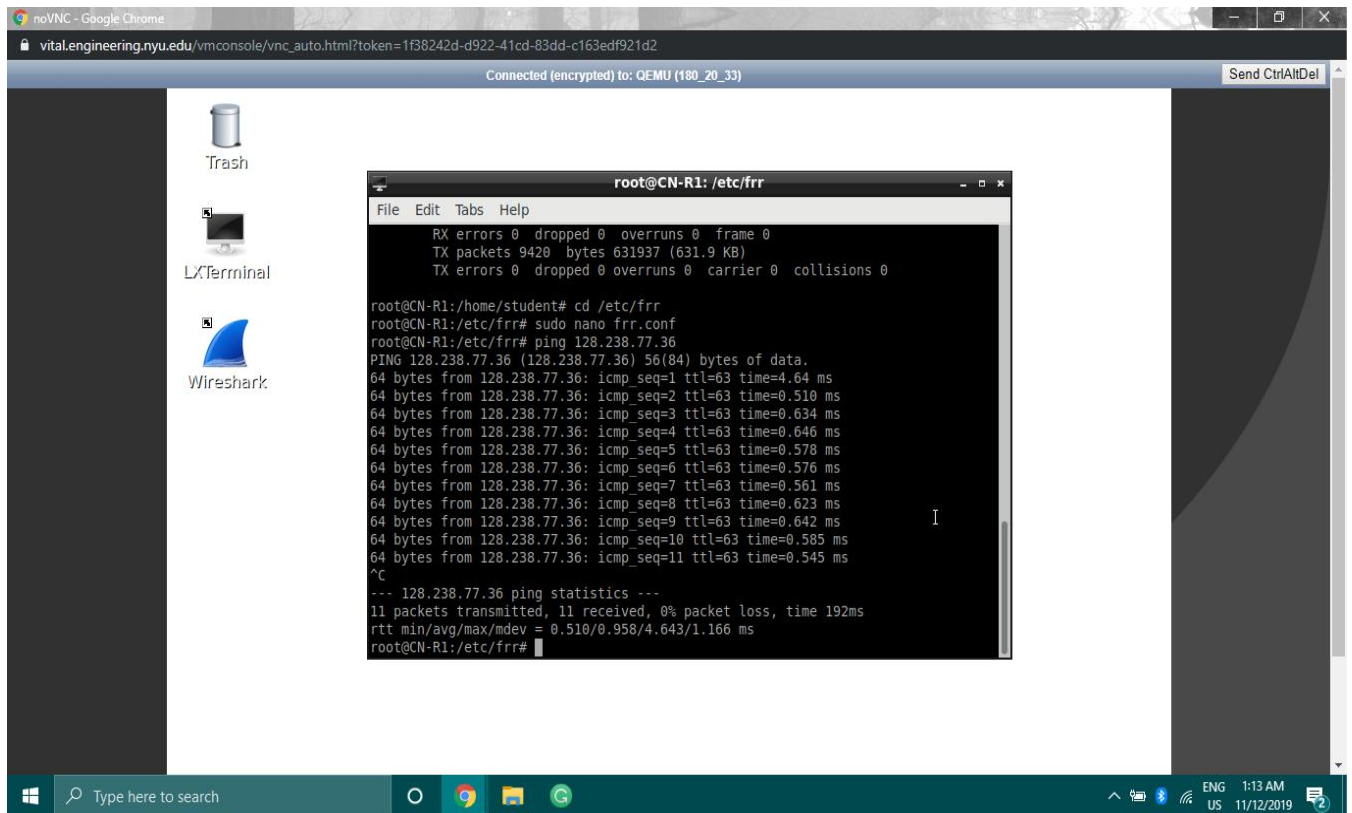 noVNC - Google Chrome
vital.engineering.nyu.edu/vmconsole/vnc_auto.html?token=1f38242d-d922-41cd-83dd-c163edf921d2
Connected (encrypted) to: QEMU (180_20_33)
Send CtrlAltDel
Trash
LXTerminal
Wireshark
root@CN-R1: /etc/frr
File Edit Tabs Help
RX errors 0 dropped 0 overruns 0 frame 0
TX packets 9420 bytes 631937 (631.9 KB)
TX errors 0 dropped 0 overruns 0 carrier 0 collisions 0
root@CN-R1:/home/student# cd /etc/frr
root@CN-R1:/etc/frr# sudo nano frr.conf
root@CN-R1:/etc/frr# ping 128.238.77.36
PING 128.238.77.36 (128.238.77.36) 56(84) bytes of data.
64 bytes from 128.238.77.36: icmp_seq=1 ttl=63 time=4.64 ms
64 bytes from 128.238.77.36: icmp_seq=2 ttl=63 time=0.510 ms
64 bytes from 128.238.77.36: icmp_seq=3 ttl=63 time=0.634 ms
64 bytes from 128.238.77.36: icmp_seq=4 ttl=63 time=0.646 ms
64 bytes from 128.238.77.36: icmp_seq=5 ttl=63 time=0.578 ms
64 bytes from 128.238.77.36: icmp_seq=6 ttl=63 time=0.576 ms
64 bytes from 128.238.77.36: icmp_seq=7 ttl=63 time=0.561 ms
64 bytes from 128.238.77.36: icmp_seq=8 ttl=63 time=0.623 ms
64 bytes from 128.238.77.36: icmp_seq=9 ttl=63 time=0.642 ms
64 bytes from 128.238.77.36: icmp_seq=10 ttl=63 time=0.585 ms
64 bytes from 128.238.77.36: icmp_seq=11 ttl=63 time=0.545 ms
^C
--- 128.238.77.36 ping statistics ---
11 packets transmitted, 11 received, 0% packet loss, time 192ms
rtt min/avg/max/mdev = 0.510/0.958/4.643/1.166 ms
root@CN-R1:/etc/frr#
Type here to search
ENG
US
1:13 AM
11/12/2019
2